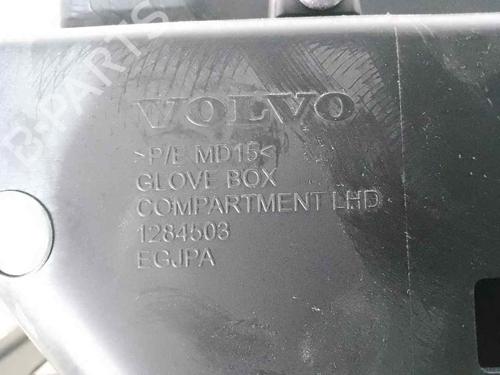 B-PARTS
VOLVO
>P/E MD15<
GLOVE BOX
COMPARTMENT LHD
1284503
EGJPA